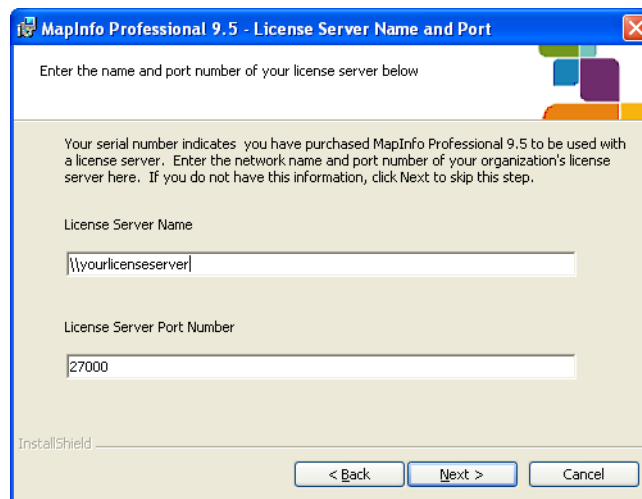 MapInfo Professional 9.5 - License Server Name and Port
Enter the name and port number of your license server below
Your serial number indicates  you have purchased MapInfo Professional 9.5 to be used with
a license server.  Enter the network name and port number of your organization's license
server here.  If you do not have this information, click Next to skip this step.
License Server Name
\\yourlicenseserver
License Server Port Number
27000
InstallShield
< Back
Next >
Cancel